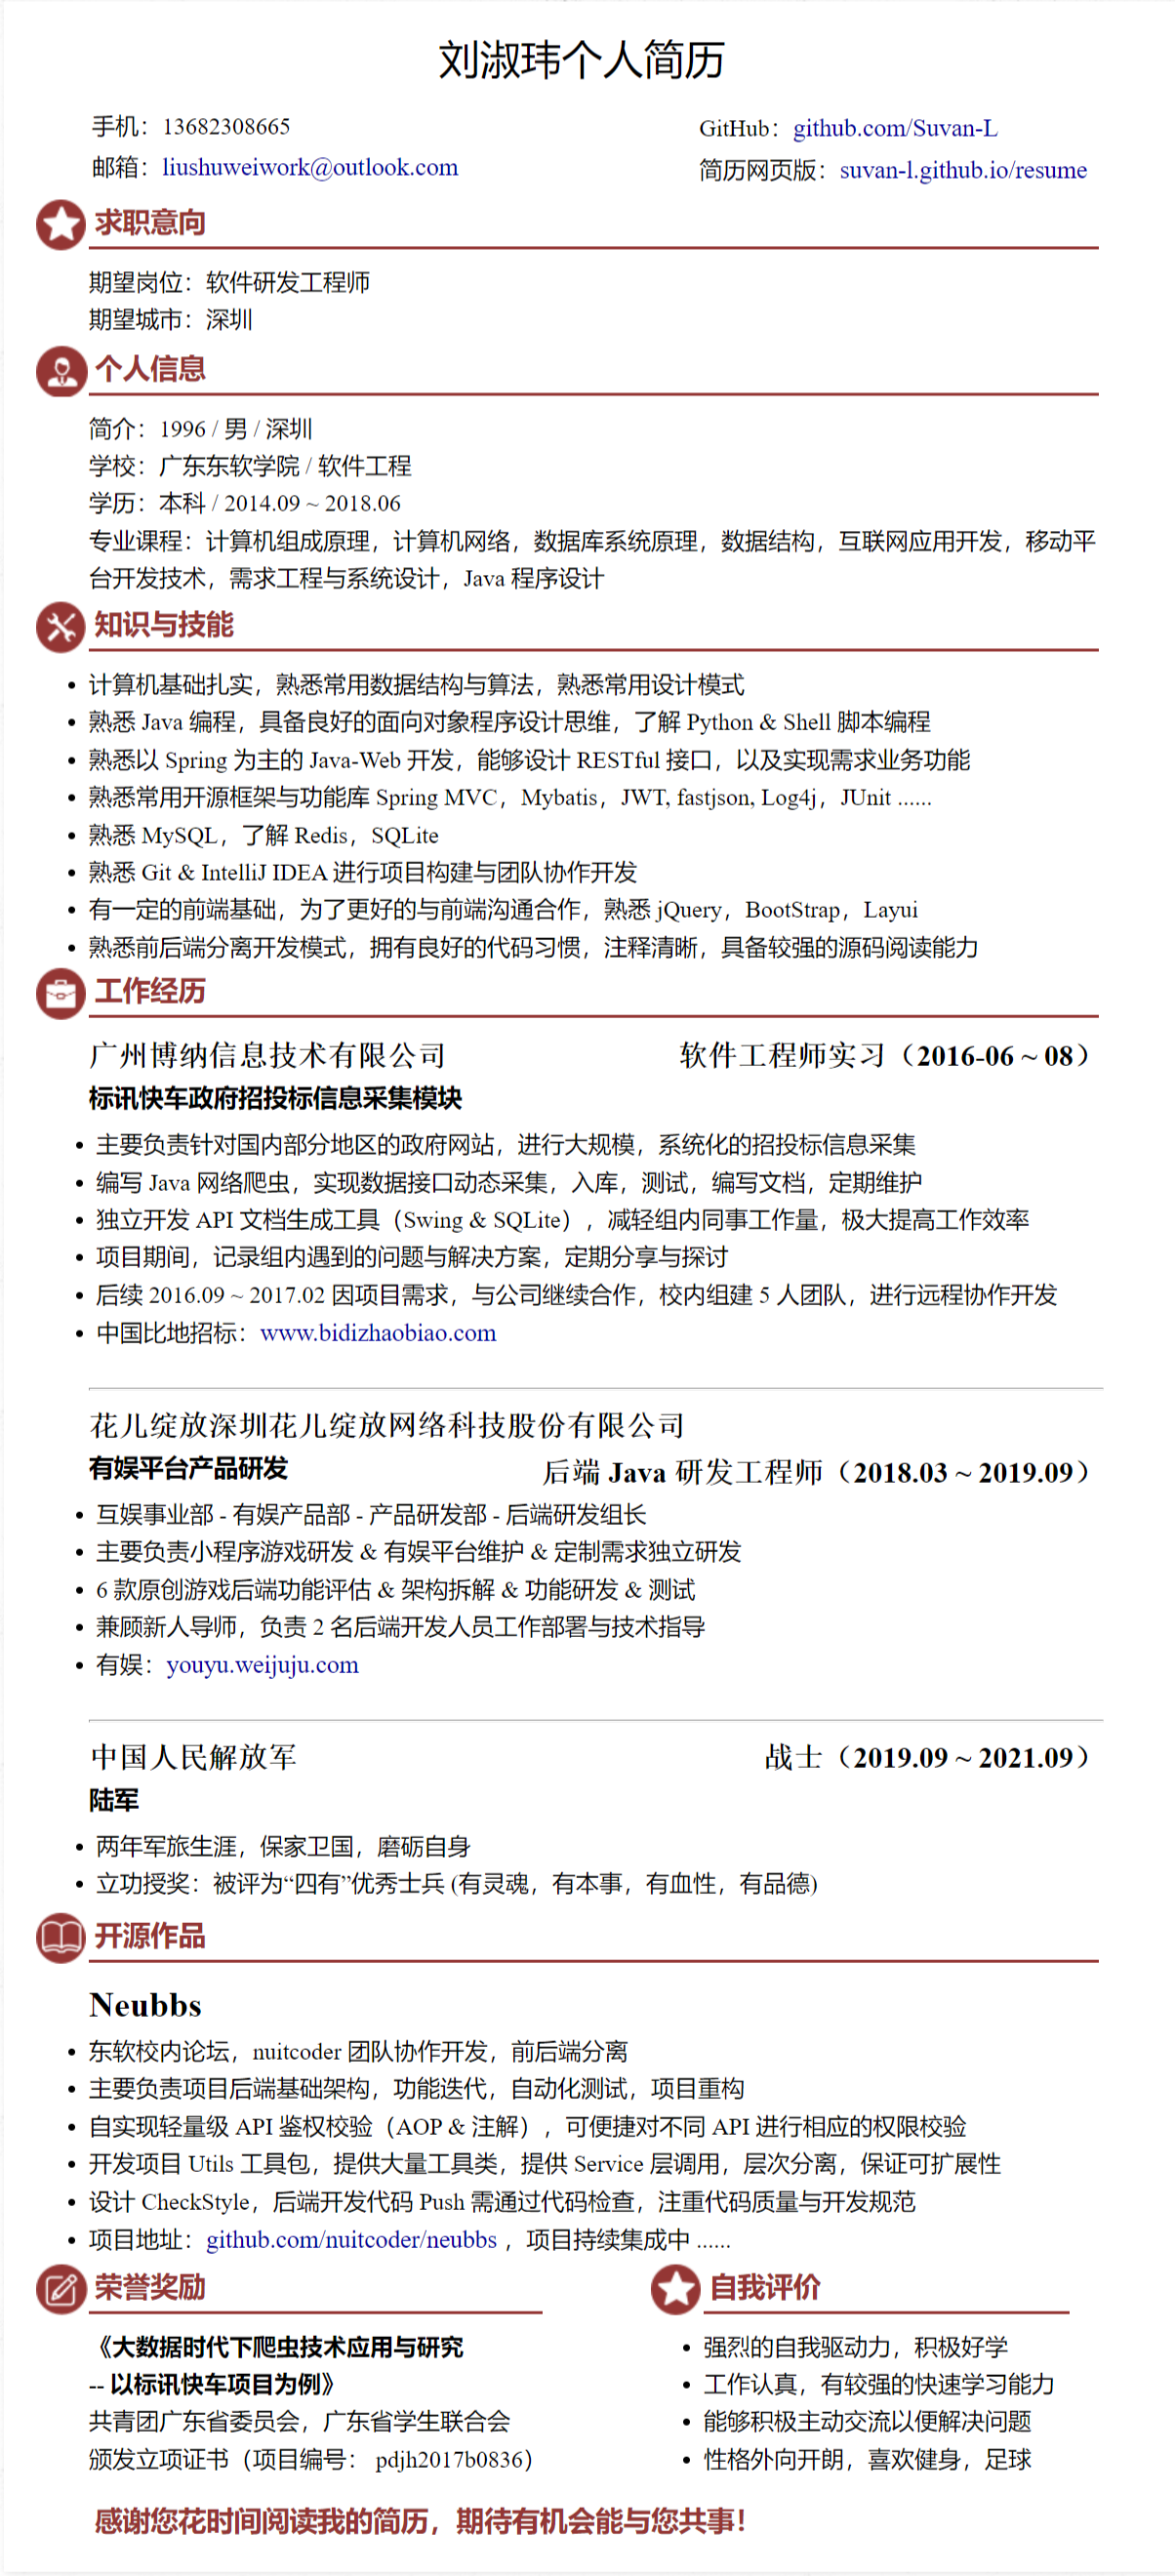 刘淑玮个人简历
手机：13682308665
邮箱：liushuweiwork@outlook.com
GitHub：github.com/Suvan-L
简历网页版：suvan-l.github.io/resume
求职意向
期望岗位：软件研发工程师
期望城市：深圳
个人信息
简介：1996 / 男 / 深圳
学校：广东东软学院 / 软件工程
学历：本科 / 2014.09 ~ 2018.06
专业课程：计算机组成原理，计算机网络，数据库系统原理，数据结构，互联网应用开发，移动平
台开发技术，需求工程与系统设计，Java 程序设计
知识与技能
• 计算机基础扎实，熟悉常用数据结构与算法，熟悉常用设计模式
• 熟悉 Java 编程，具备良好的面向对象程序设计思维，了解 Python & Shell 脚本编程
• 熟悉以 Spring 为主的 Java-Web 开发，能够设计 RESTful 接口，以及实现需求业务功能
• 熟悉常用开源框架与功能库 Spring MVC，Mybatis，JWT, fastjson, Log4j，JUnit ......
• 熟悉 MySQL，了解 Redis，SQLite
• 熟悉 Git & IntelliJ IDEA 进行项目构建与团队协作开发
• 有一定的前端基础，为了更好的与前端沟通合作，熟悉 jQuery，BootStrap，Layui
• 熟悉前后端分离开发模式，拥有良好的代码习惯，注释清晰，具备较强的源码阅读能力
工作经历
广州博纳信息技术有限公司 软件工程师实习（2016-06 ~ 08）
标讯快车政府招投标信息采集模块
• 主要负责针对国内部分地区的政府网站，进行大规模，系统化的招投标信息采集
• 编写 Java 网络爬虫，实现数据接口动态采集，入库，测试，编写文档，定期维护
• 独立开发 API 文档生成工具（Swing & SQLite），减轻组内同事工作量，极大提高工作效率
• 项目期间，记录组内遇到的问题与解决方案，定期分享与探讨
• 后续 2016.09 ~ 2017.02 因项目需求，与公司继续合作，校内组建 5 人团队，进行远程协作开发
• 中国比地招标：www.bidizhaobiao.com
花儿绽放深圳花儿绽放网络科技股份有限公司
有娱平台产品研发 后端 Java 研发工程师（2018.03 ~ 2019.09）
• 互娱事业部 - 有娱产品部 - 产品研发部 - 后端研发组长
• 主要负责小程序游戏研发 & 有娱平台维护 & 定制需求独立研发
• 6 款原创游戏后端功能评估 & 架构拆解 & 功能研发 & 测试
• 兼顾新人导师，负责 2 名后端开发人员工作部署与技术指导
• 有娱：youyu.weijuju.com
中国人民解放军 战士（2019.09 ~ 2021.09）
陆军
• 两年军旅生涯，保家卫国，磨砺自身
• 立功授奖：被评为“四有”优秀士兵 (有灵魂，有本事，有血性，有品德)
开源作品
Neubbs
• 东软校内论坛，nuitcoder 团队协作开发，前后端分离
• 主要负责项目后端基础架构，功能迭代，自动化测试，项目重构
• 自实现轻量级 API 鉴权校验（AOP & 注解），可便捷对不同 API 进行相应的权限校验
• 开发项目 Utils 工具包，提供大量工具类，提供 Service 层调用，层次分离，保证可扩展性
• 设计 CheckStyle，后端开发代码 Push 需通过代码检查，注重代码质量与开发规范
• 项目地址：github.com/nuitcoder/neubbs ，项目持续集成中 ......
荣誉奖励
《大数据时代下爬虫技术应用与研究
-- 以标讯快车项目为例》
共青团广东省委员会，广东省学生联合会
颁发立项证书（项目编号： pdjh2017b0836）
自我评价
• 强烈的自我驱动力，积极好学
• 工作认真，有较强的快速学习能力
• 能够积极主动交流以便解决问题
• 性格外向开朗，喜欢健身，足球
感谢您花时间阅读我的简历，期待有机会能与您共事！